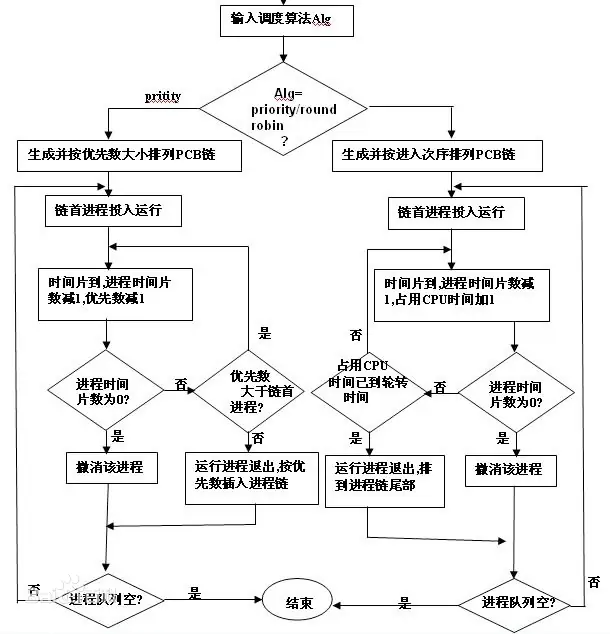 输入调度算法Alg
pritity
Alg=
priority/round
robin
?
生成并按优先数大小排列PCB链
生成并按进入次序排列PCB链
链首进程投入运行
链首进程投入运行
时间片到,进程时间片
数减1,优先数减1
是
否
时间片到,进程时间片数减
1,占用CPU时间加1
进程时间
片数为0?
否
优先数
大于链首
进程?
占用CPU
时间已到轮转
时间
否
进程时间
片数为0?
是
否
是
是
撤消该进程
运行进程退出,按优
先数插入进程链
运行进程退出,排
到进程链尾部
撤消该进程
否
进程队列空?
是
结束
是
进程队列空?
否